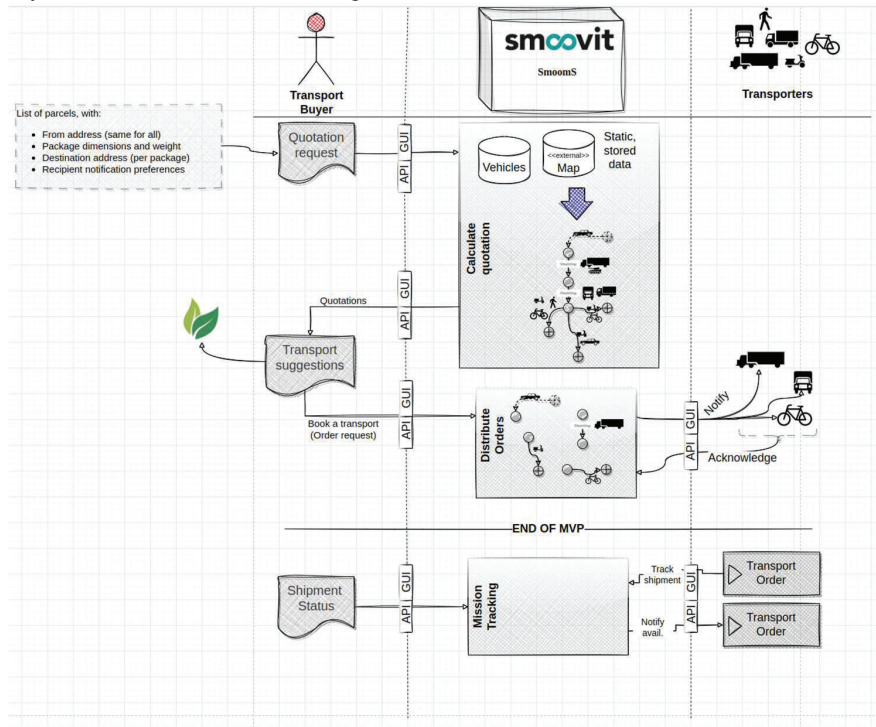 smoovit
SmoomS
Transport
Buyer
Transporters
List of parcels, with:
• From address (same for all)
• Package dimensions and weight
• Destination address (per package)
• Recipient notification preferences
Quotation
request
GUI
API
Vehicles
<<external>>
Map
Static,
stored
data
Calculate
quotation
Quotations
GUI
API
Transport
suggestions
Book a transport
(Order request)
GUI
API
Distribute
Orders
GUI
API
Notify
Acknowledge
END OF MVP
Shipment
Status
GUI
API
Mission
Tracking
Track
shipment
Notify
avail.
GUI
API
Transport
Order
Transport
Order